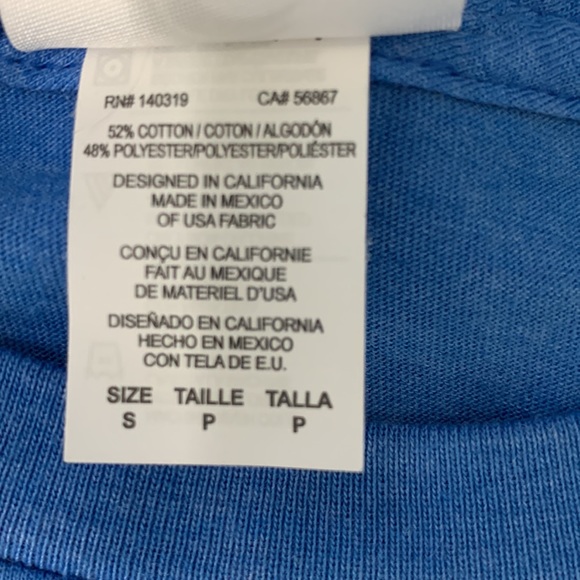 RN# 140319 CA# 56867
52% COTTON / COTON / ALGODÓN
48% POLYESTER/POLYESTER/POLIÉSTER
DESIGNED IN CALIFORNIA
MADE IN MEXICO
OF USA FABRIC
CONÇU EN CALIFORNIE
FAIT AU MEXIQUE
DE MATERIEL D'USA
DISEÑADO EN CALIFORNIA
HECHO EN MEXICO
CON TELA DE E.U.
SIZE TAILLE TALLA
S P P